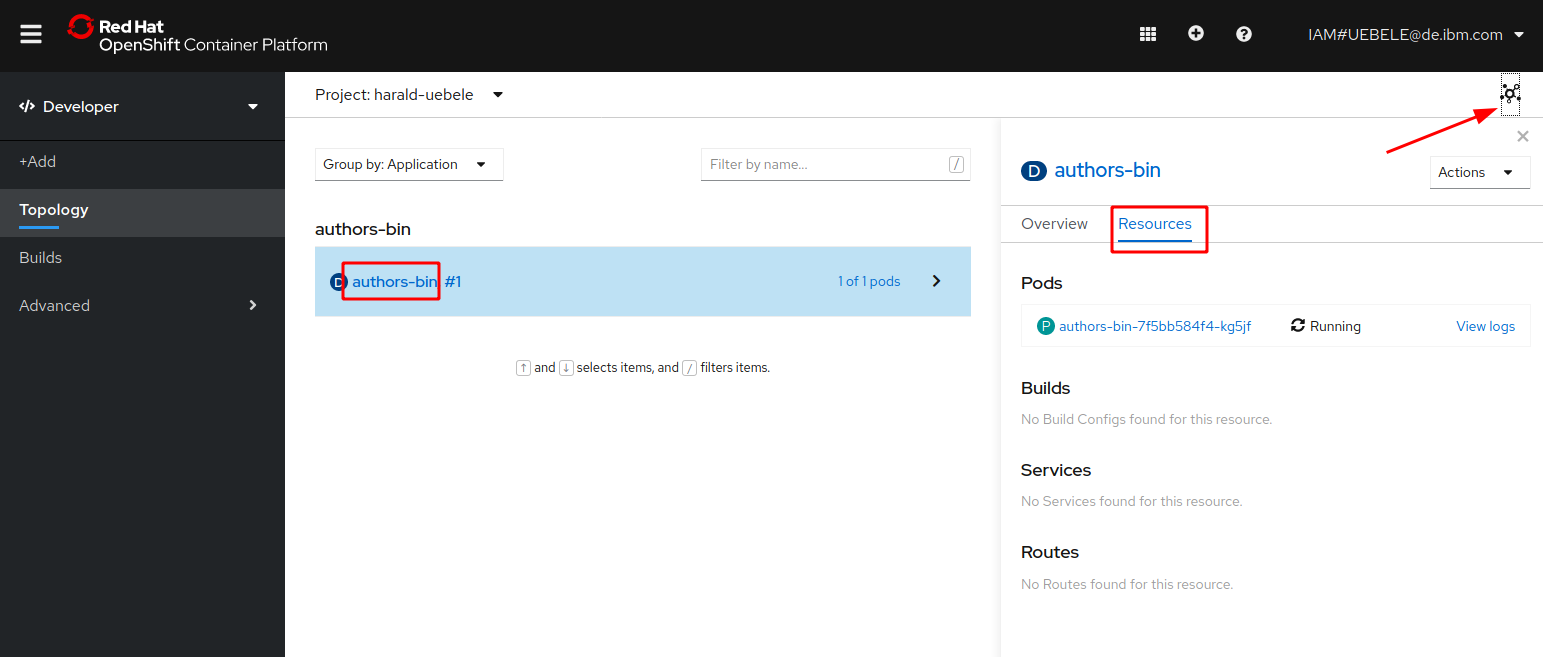 Red Hat
OpenShift Container Platform
IAM#UEBELE@de.ibm.com
Developer
+Add
Topology
Builds
Advanced
Project: harald-uebele
Group by: Application
Filter by name...
/
authors-bin
D authors-bin #1
1 of 1 pods
↑ and ↓ selects items, and / filters items.
D authors-bin
Actions
Overview
Resources
Pods
P authors-bin-7f5bb584f4-kg5jf
Running
View logs
Builds
No Build Configs found for this resource.
Services
No Services found for this resource.
Routes
No Routes found for this resource.